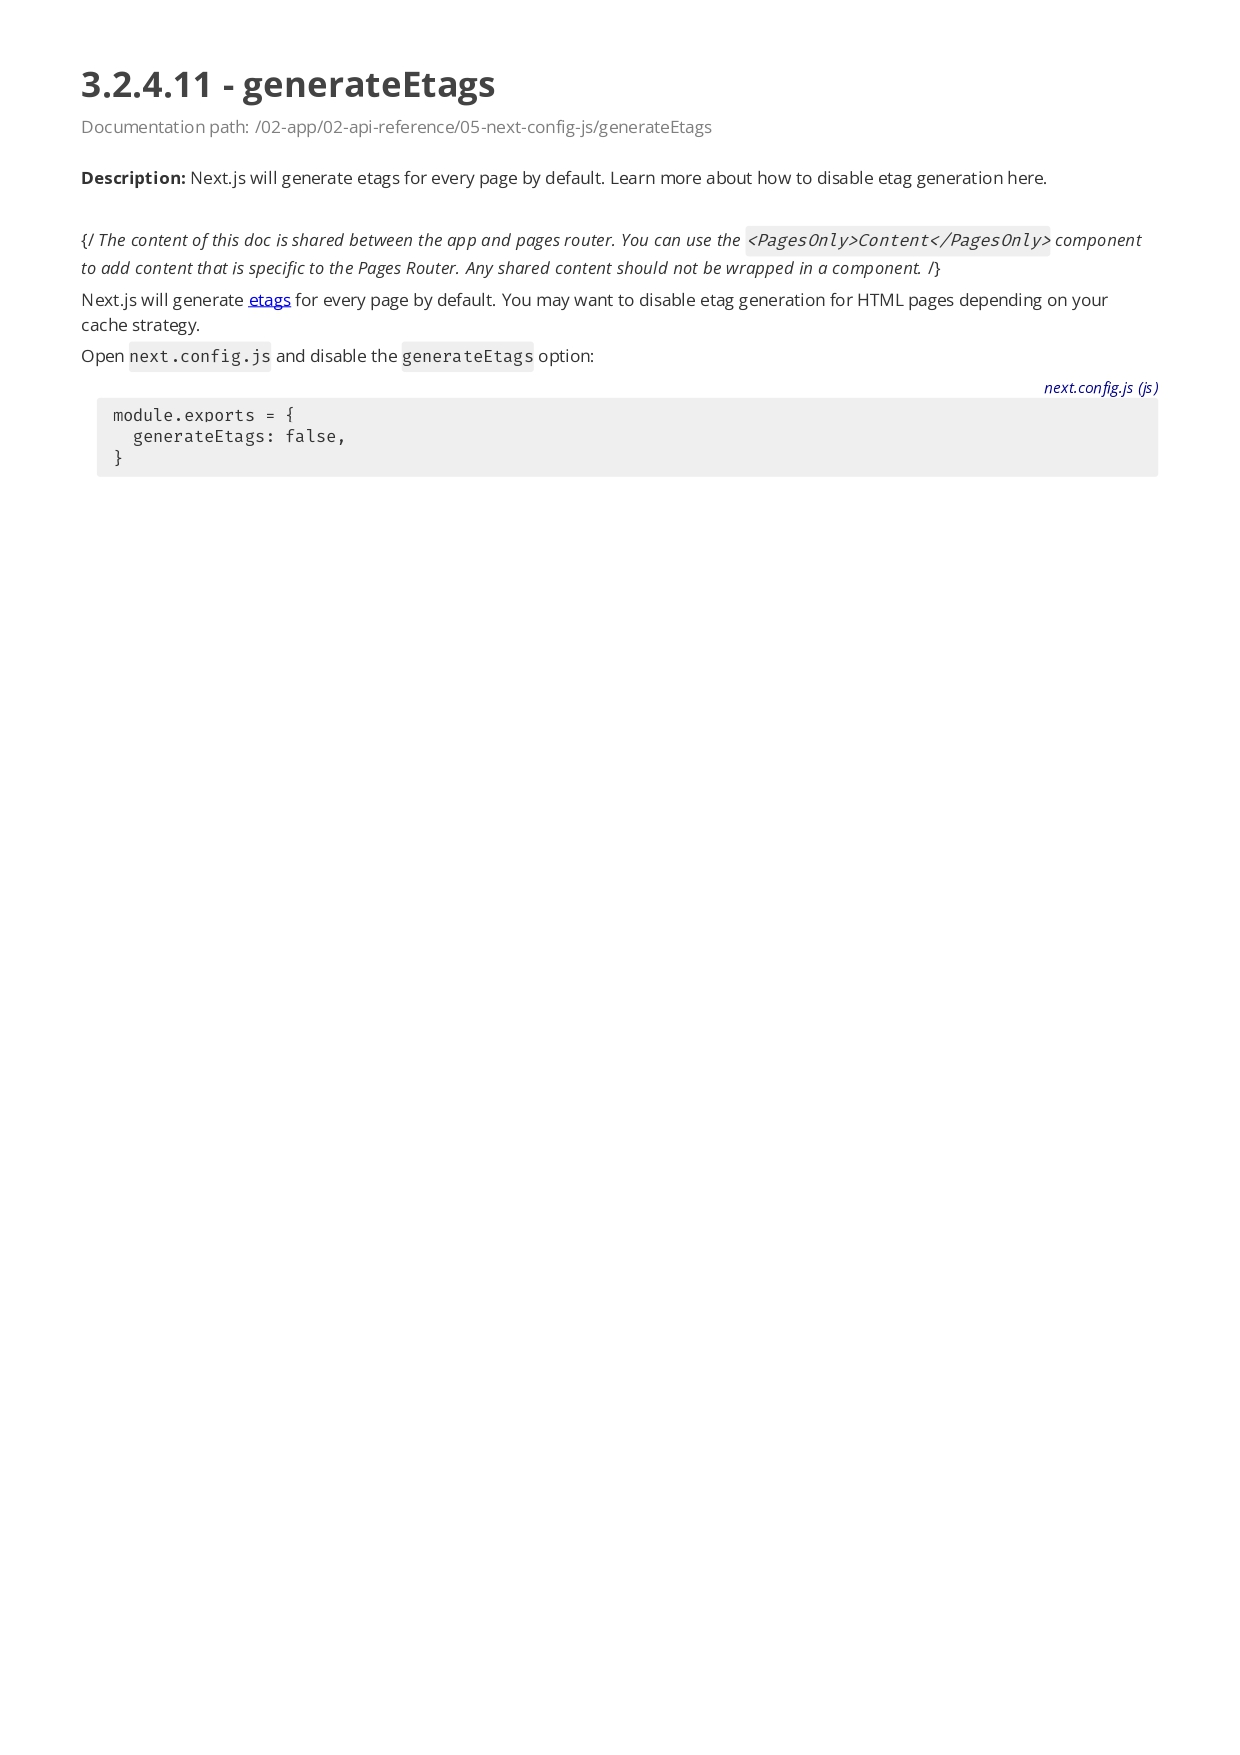 3.2.4.11 - generateEtags
Documentation path: /02-app/02-api-reference/05-next-config-js/generateEtags
Description: Next.js will generate etags for every page by default. Learn more about how to disable etag generation here.
{/ The content of this doc is shared between the app and pages router. You can use the <PagesOnly>Content</PagesOnly> component
to add content that is specific to the Pages Router. Any shared content should not be wrapped in a component. /}
Next.js will generate etags for every page by default. You may want to disable etag generation for HTML pages depending on your
cache strategy.
Open next.config.js and disable the generateEtags option:
next.config.js (js)
module.exports = {
  generateEtags: false,
}